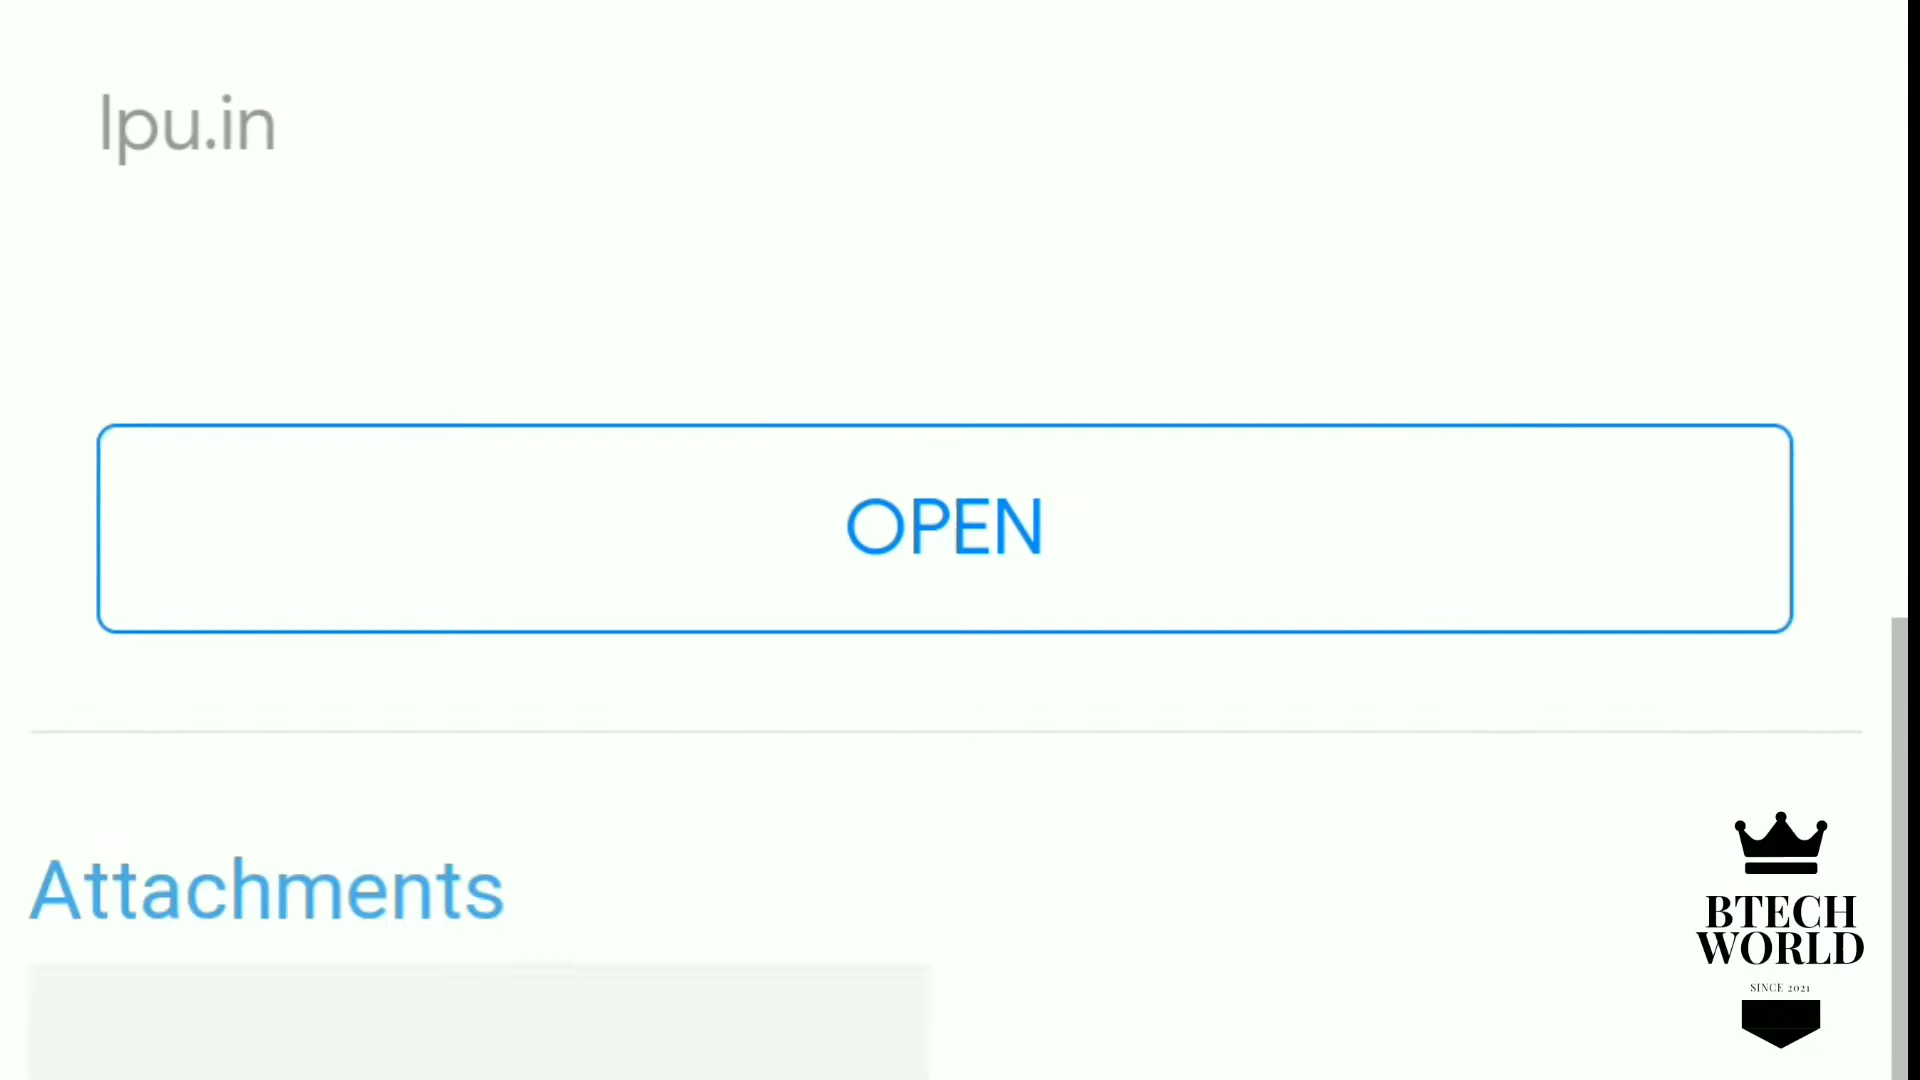 lpu.in
OPEN
Attachments
BTECH
WORLD
SINCE 2021